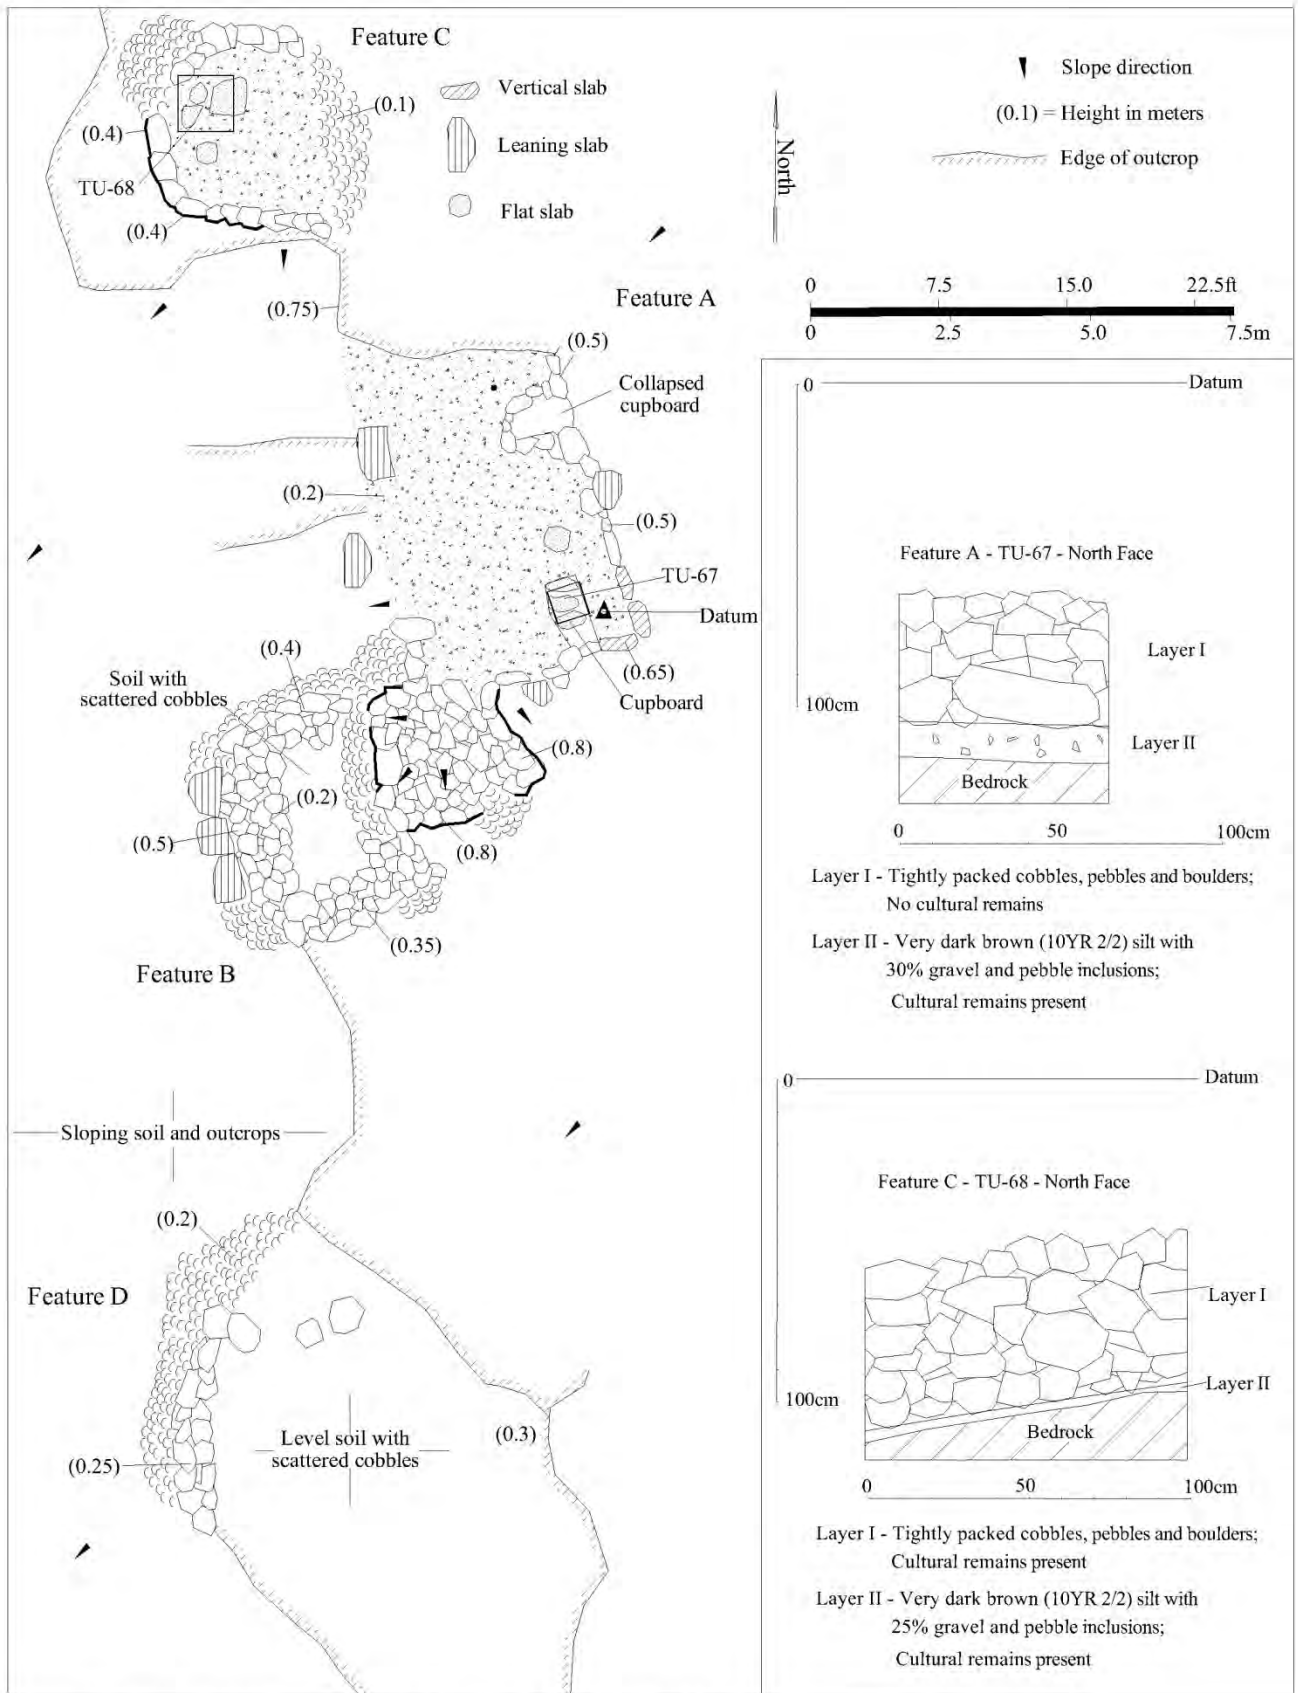 Feature C
Vertical slab
Leaning slab
Flat slab
(0.1)
(0.4)
TU-68
(0.4)
(0.75)
Slope direction
(0.1) = Height in meters
Edge of outcrop
North
0 7.5 15.0 22.5ft
0 2.5 5.0 7.5m
Feature A
(0.5)
Collapsed
cupboard
(0.2)
(0.5)
TU-67
Datum
(0.65)
Cupboard
(0.4)
Soil with
scattered cobbles
(0.2)
(0.8)
(0.5)
(0.8)
(0.35)
Feature B
Sloping soil and outcrops
(0.2)
Feature D
Level soil with
scattered cobbles
(0.3)
(0.25)
0 Datum
Feature A - TU-67 - North Face
Layer I
100cm
Layer II
Bedrock
0 50 100cm
Layer I - Tightly packed cobbles, pebbles and boulders;
No cultural remains
Layer II - Very dark brown (10YR 2/2) silt with
30% gravel and pebble inclusions;
Cultural remains present
0 Datum
Feature C - TU-68 - North Face
Layer I
Layer II
100cm
Bedrock
0 50 100cm
Layer I - Tightly packed cobbles, pebbles and boulders;
Cultural remains present
Layer II - Very dark brown (10YR 2/2) silt with
25% gravel and pebble inclusions;
Cultural remains present